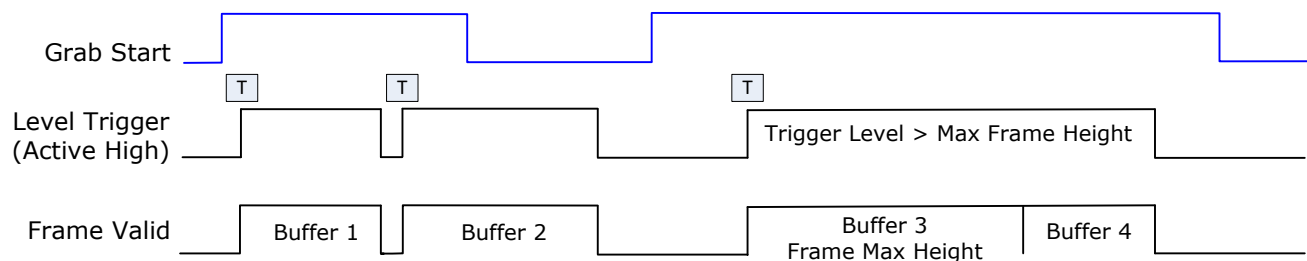 Grab Start
T
T
T
Level Trigger
(Active High)
Trigger Level > Max Frame Height
Frame Valid
Buffer 1
Buffer 2
Buffer 3
Frame Max Height
Buffer 4